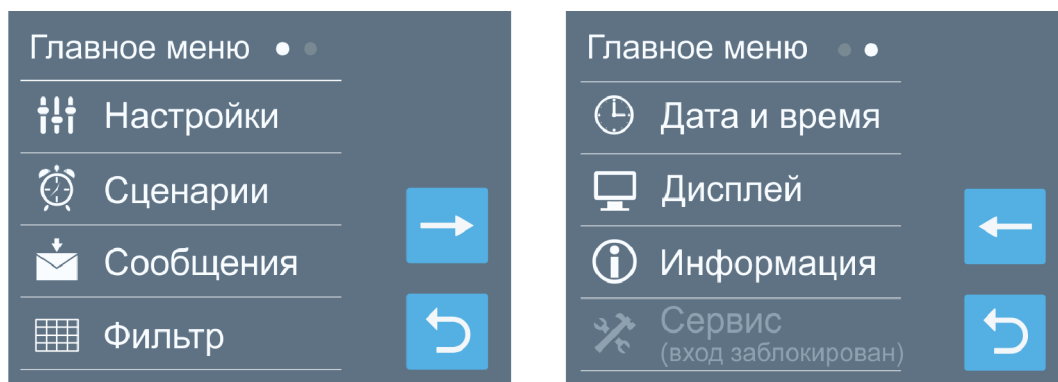 Главное меню
Настройки
Сценарии
Сообщения
Фильтр
Главное меню
Дата и время
Дисплей
Информация
Сервис
(вход заблокирован)